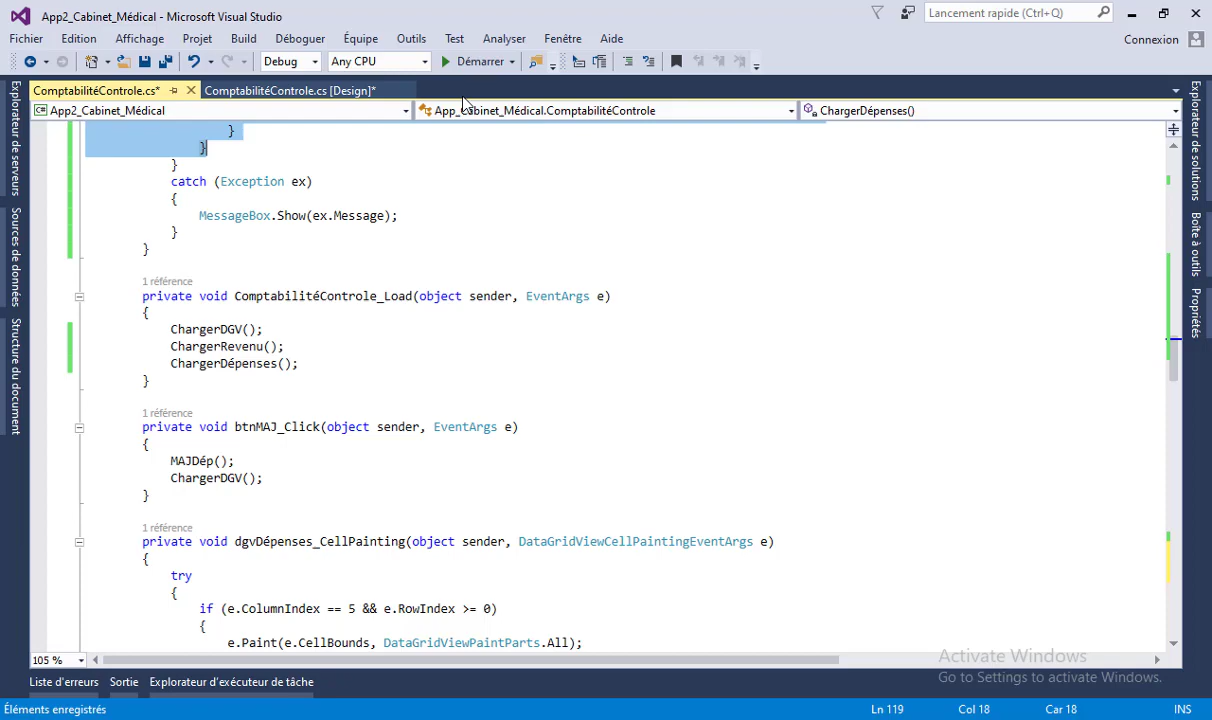 App2_Cabinet_Médical - Microsoft Visual Studio
Lancement rapide (Ctrl+Q)
Fichier Edition Affichage Projet Build Déboguer Équipe Outils Test Analyser Fenêtre Aide
Connexion
Debug Any CPU Démarrer
ComptabilitéControle.cs* ComptabilitéControle.cs [Design]*
App2_Cabinet_Médical App_Cabinet_Médical.ComptabilitéControle ChargerDépenses()
Explorateur de serveurs
Sources de données
Structure du document
}
}
}
catch (Exception ex)
{
MessageBox.Show(ex.Message);
}
}
1 référence
private void ComptabilitéControle_Load(object sender, EventArgs e)
{
ChargerDGV();
ChargerRevenu();
ChargerDépenses();
}
1 référence
private void btnMAJ_Click(object sender, EventArgs e)
{
MAJDép();
ChargerDGV();
}
1 référence
private void dgvDépenses_CellPainting(object sender, DataGridViewCellPaintingEventArgs e)
{
try
{
if (e.ColumnIndex == 5 && e.RowIndex >= 0)
{
e.Paint(e.CellBounds, DataGridViewPaintParts.All);
Explorateur de solutions
Boîte à outils
Propriétés
105 %
Activate Windows
Go to Settings to activate Windows.
Liste d'erreurs Sortie Explorateur d'exécuteur de tâche
Éléments enregistrés Ln 119 Col 18 Car 18 INS